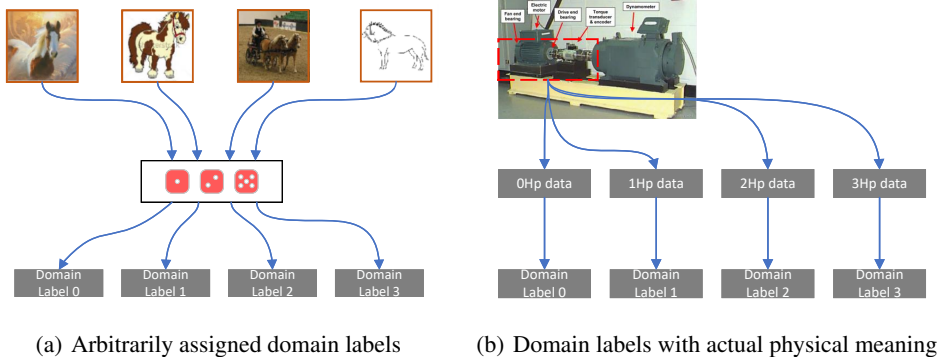 Domain
Label 0
Domain
Label 1
Domain
Label 2
Domain
Label 3
(a) Arbitrarily assigned domain labels
Fan end
bearing
Electric
motor
Drive end
bearing
Torque
transducer
& encoder
Dynamometer
0Hp data
1Hp data
2Hp data
3Hp data
Domain
Label 0
Domain
Label 1
Domain
Label 2
Domain
Label 3
(b) Domain labels with actual physical meaning